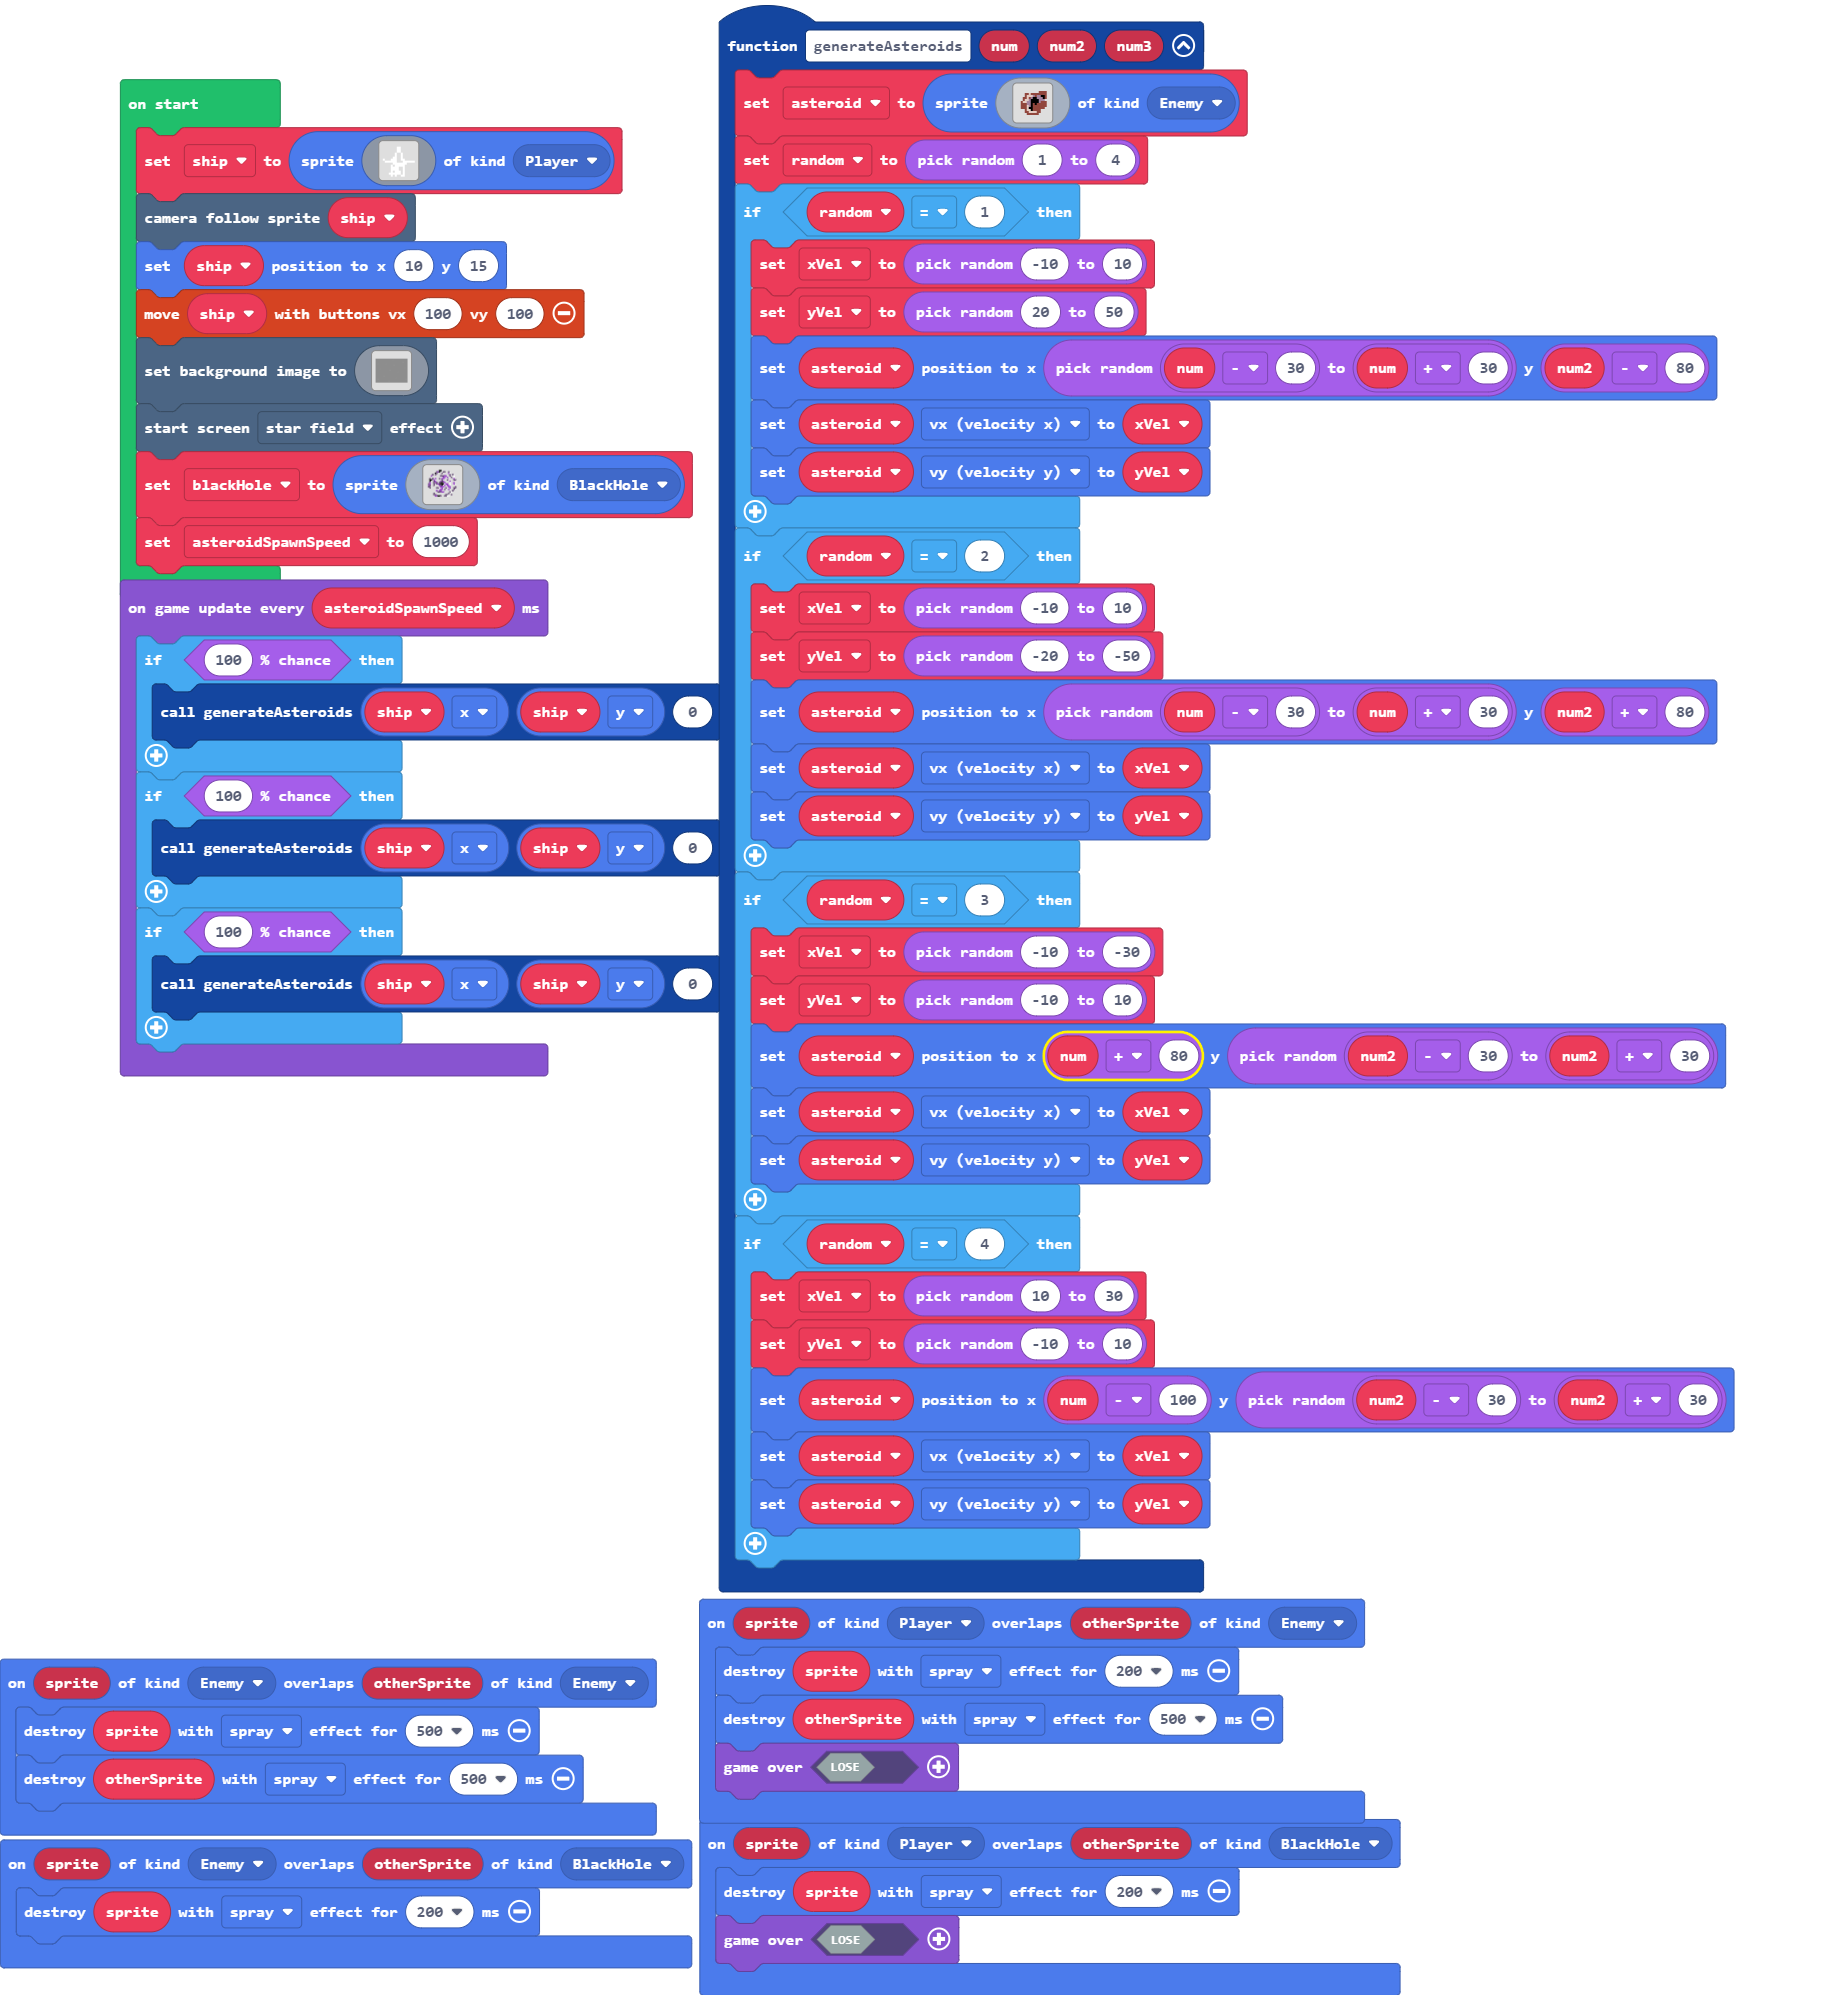 on start
set ship to sprite of kind Player
camera follow sprite ship
set ship position to x 10 y 15
move ship with buttons vx 100 vy 100
set background image to
start screen star field effect
set blackHole to sprite of kind BlackHole
set asteroidSpawnSpeed to 1000
on game update every asteroidSpawnSpeed ms
if 100 % chance then
call generateAsteroids ship x ship y 0
if 100 % chance then
call generateAsteroids ship x ship y 0
if 100 % chance then
call generateAsteroids ship x ship y 0
function generateAsteroids num num2 num3
set asteroid to sprite of kind Enemy
set random to pick random 1 to 4
if random = 1 then
set xVel to pick random -10 to 10
set yVel to pick random 20 to 50
set asteroid position to x pick random num - 30 to num + 30 y num2 - 80
set asteroid vx (velocity x) to xVel
set asteroid vy (velocity y) to yVel
if random = 2 then
set xVel to pick random -10 to 10
set yVel to pick random -20 to -50
set asteroid position to x pick random num - 30 to num + 30 y num2 + 80
set asteroid vx (velocity x) to xVel
set asteroid vy (velocity y) to yVel
if random = 3 then
set xVel to pick random -10 to -30
set yVel to pick random -10 to 10
set asteroid position to x num + 80 y pick random num2 - 30 to num2 + 30
set asteroid vx (velocity x) to xVel
set asteroid vy (velocity y) to yVel
if random = 4 then
set xVel to pick random 10 to 30
set yVel to pick random -10 to 10
set asteroid position to x num - 100 y pick random num2 - 30 to num2 + 30
set asteroid vx (velocity x) to xVel
set asteroid vy (velocity y) to yVel
on sprite of kind Enemy overlaps otherSprite of kind Enemy
destroy sprite with spray effect for 500 ms
destroy otherSprite with spray effect for 500 ms
on sprite of kind Enemy overlaps otherSprite of kind BlackHole
destroy sprite with spray effect for 200 ms
on sprite of kind Player overlaps otherSprite of kind Enemy
destroy sprite with spray effect for 200 ms
destroy otherSprite with spray effect for 500 ms
game over LOSE
on sprite of kind Player overlaps otherSprite of kind BlackHole
destroy sprite with spray effect for 200 ms
game over LOSE